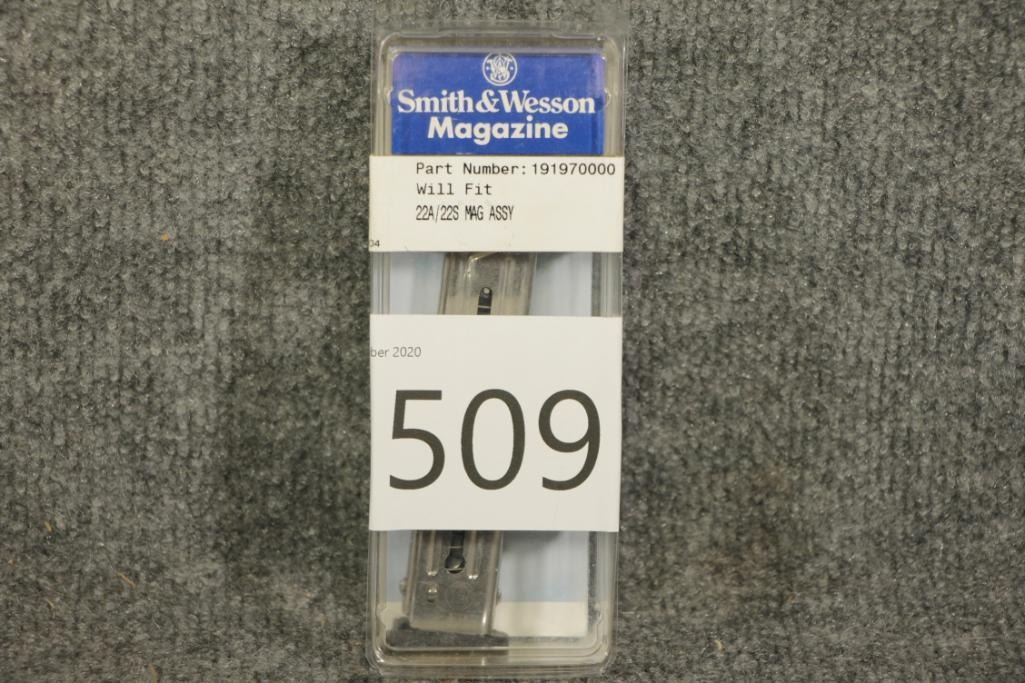 Smith & Wesson
Magazine
Part Number: 191970000
Will Fit
22A/22S MAG ASSY
04
ber 2020
509